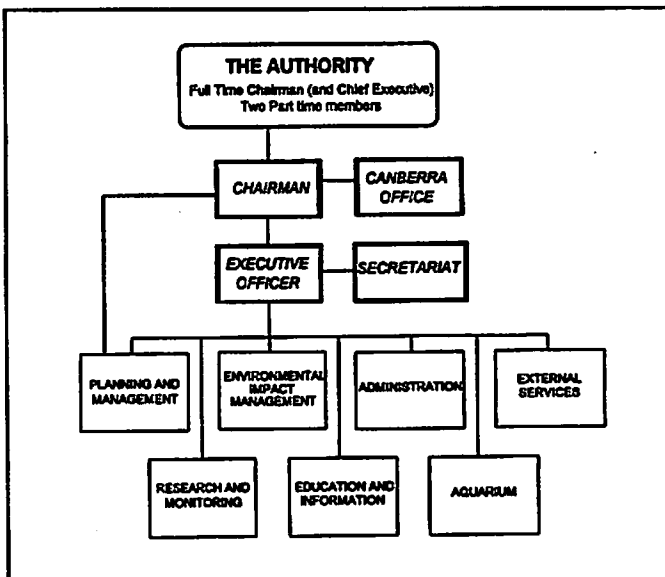 THE AUTHORITY
Full Time Chairman (and Chief Executive)
Two Part time members
CHAIRMAN
CANBERRA
OFFICE
EXECUTIVE
OFFICER
SECRETARIAT
PLANNING AND
MANAGEMENT
ENVIRONMENTAL
IMPACT
MANAGEMENT
ADMINISTRATION
EXTERNAL
SERVICES
RESEARCH AND
MONITORING
EDUCATION AND
INFORMATION
AQUARIUM